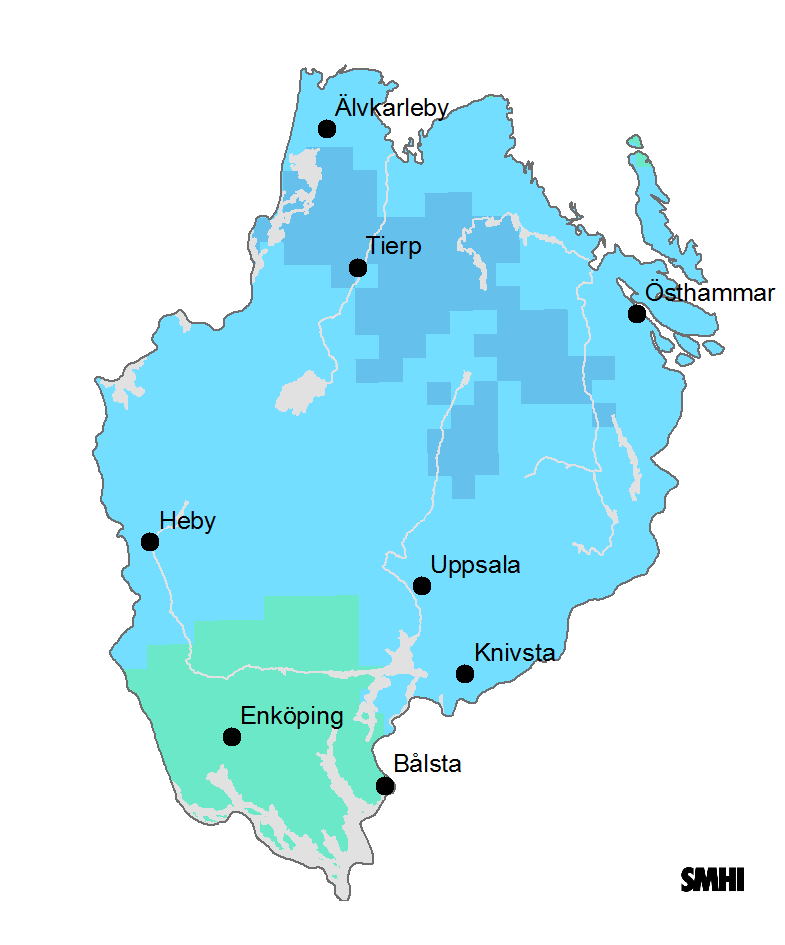 Älvkarleby
Tierp
Östhammar
Heby
Uppsala
Knivsta
Enköping
Bålsta
SMHI